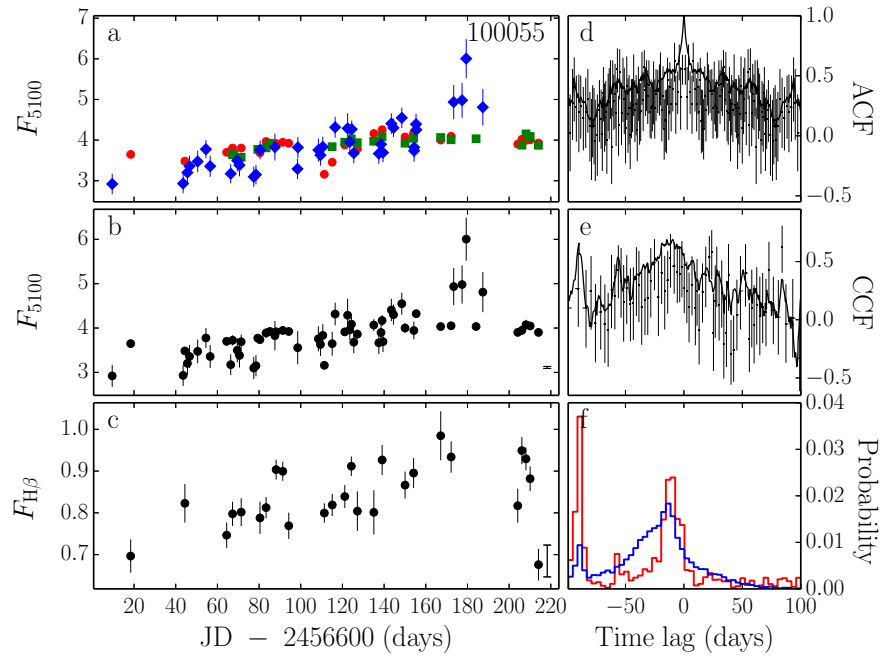 a 100055
7
6
5
4
3
F5100
b
6
5
4
3
F5100
c
1.0
0.9
0.8
0.7
FHβ
0 20 40 60 80 100 120 140 160 180 200 220
JD − 2456600 (days)
d
1.0
0.5
0.0
−0.5
ACF
e
0.5
0.0
−0.5
CCF
f
0.04
0.03
0.02
0.01
0.00
Probability
−50 0 50 100
Time lag (days)